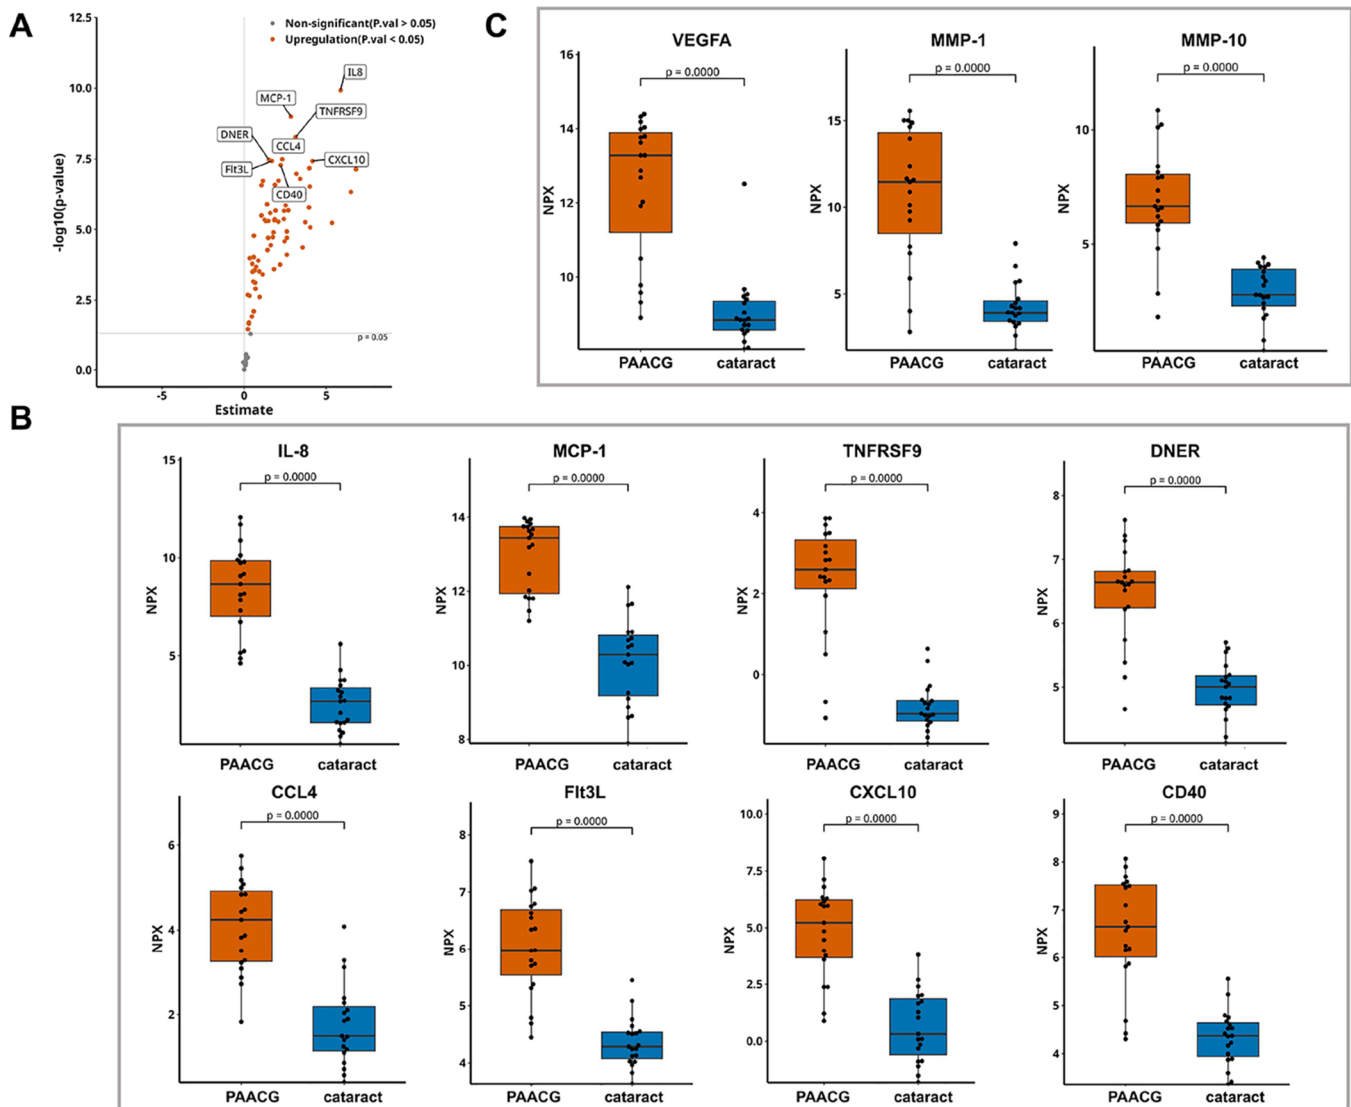 A
12.5
10.0
7.5
5.0
2.5
0.0
-log10(p-value)
-5
0
5
Estimate
Non-significant(P.val > 0.05)
Upregulation(P.val < 0.05)
IL8
MCP-1
TNFRSF9
DNER
CCL4
CXCL10
Flt3L
CD40
p = 0.05
C
VEGFA
p = 0.0000
16
14
12
10
NPX
PAACG
cataract
MMP-1
p = 0.0000
15
10
5
NPX
PAACG
cataract
MMP-10
p = 0.0000
10
5
NPX
PAACG
cataract
B
IL-8
p = 0.0000
15
10
5
NPX
PAACG
cataract
MCP-1
p = 0.0000
14
12
10
8
NPX
PAACG
cataract
TNFRSF9
p = 0.0000
4
2
0
NPX
PAACG
cataract
DNER
p = 0.0000
8
7
6
5
NPX
PAACG
cataract
CCL4
p = 0.0000
6
4
2
NPX
PAACG
cataract
Flt3L
p = 0.0000
8
7
6
5
4
NPX
PAACG
cataract
CXCL10
p = 0.0000
10.0
7.5
5.0
2.5
0.0
NPX
PAACG
cataract
CD40
p = 0.0000
9
8
7
6
5
4
NPX
PAACG
cataract